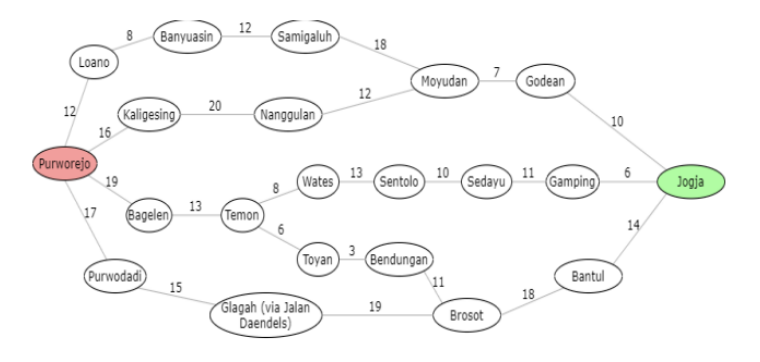 Banyuasin
12
Samigaluh
8
18
Loano
Moyudan
7
Godean
12
Kaligesing
20
Nanggulan
12
16
10
Purworejo
19
8
Wates
13
Sentolo
10
Sedayu
11
Gamping
6
Jogja
17
Bagelen
13
Temon
6
14
Toyan
3
Bendungan
Purwodadi
15
11
Bantul
Glagah (via Jalan
Daendels)
19
Brosot
18